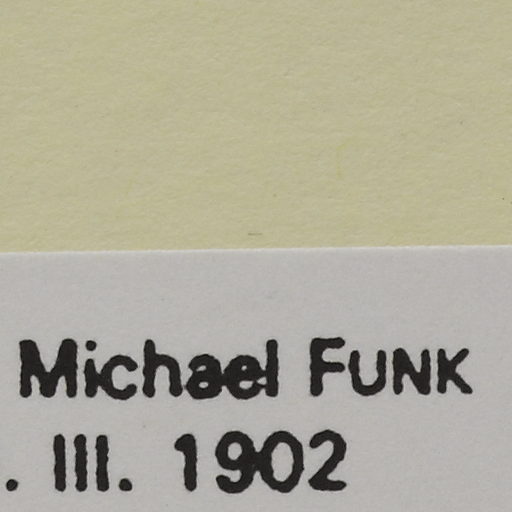 Michael FUNK
. III. 1902